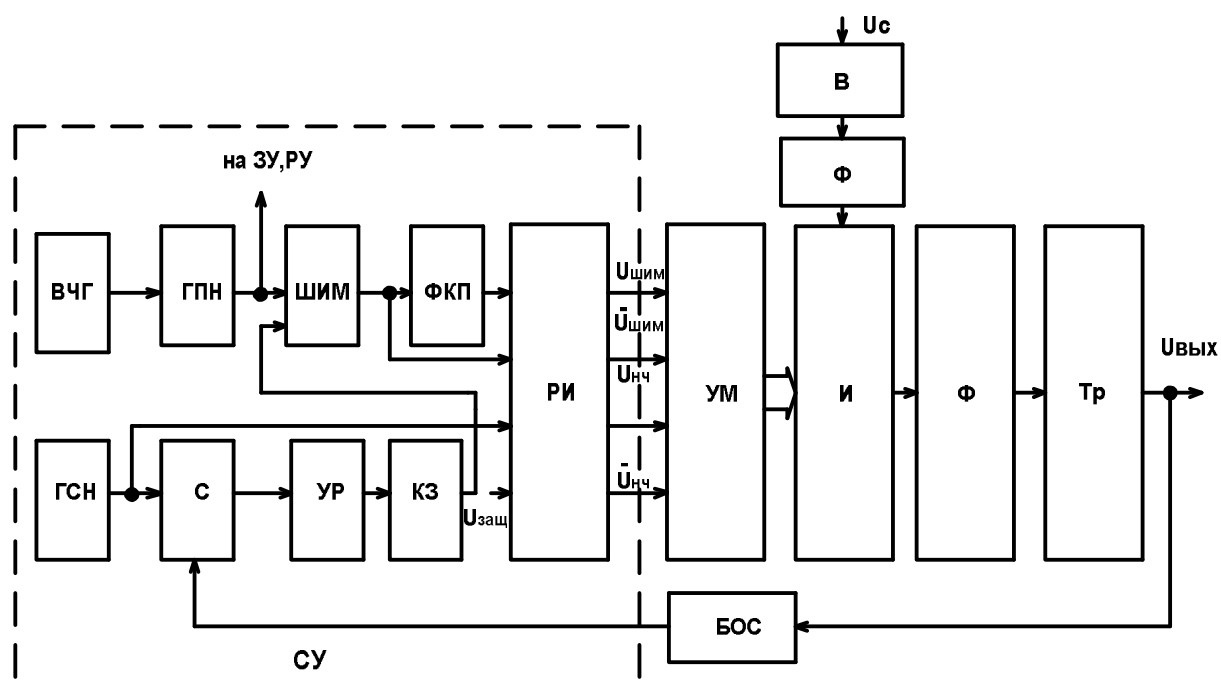 Uс
В
Ф
на ЗУ,РУ
ВЧГ
ГПН
ШИМ
ФКП
РИ
Uшим
Ūшим
Uнч
Ūнч
УМ
И
Ф
Тр
Uвых
ГСН
С
УР
КЗ
Uзащ
БОС
СУ